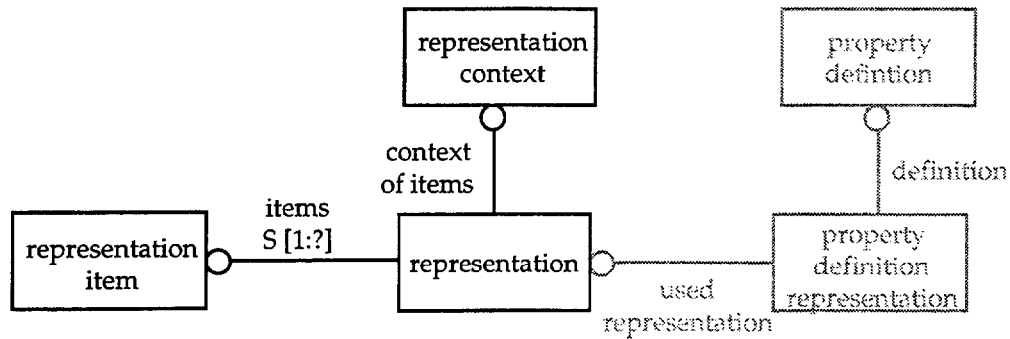 representation
context
property
defintion
context
of items
definition
items
S [1:?]
representation
item
representation
property
definition
representation
used
representation